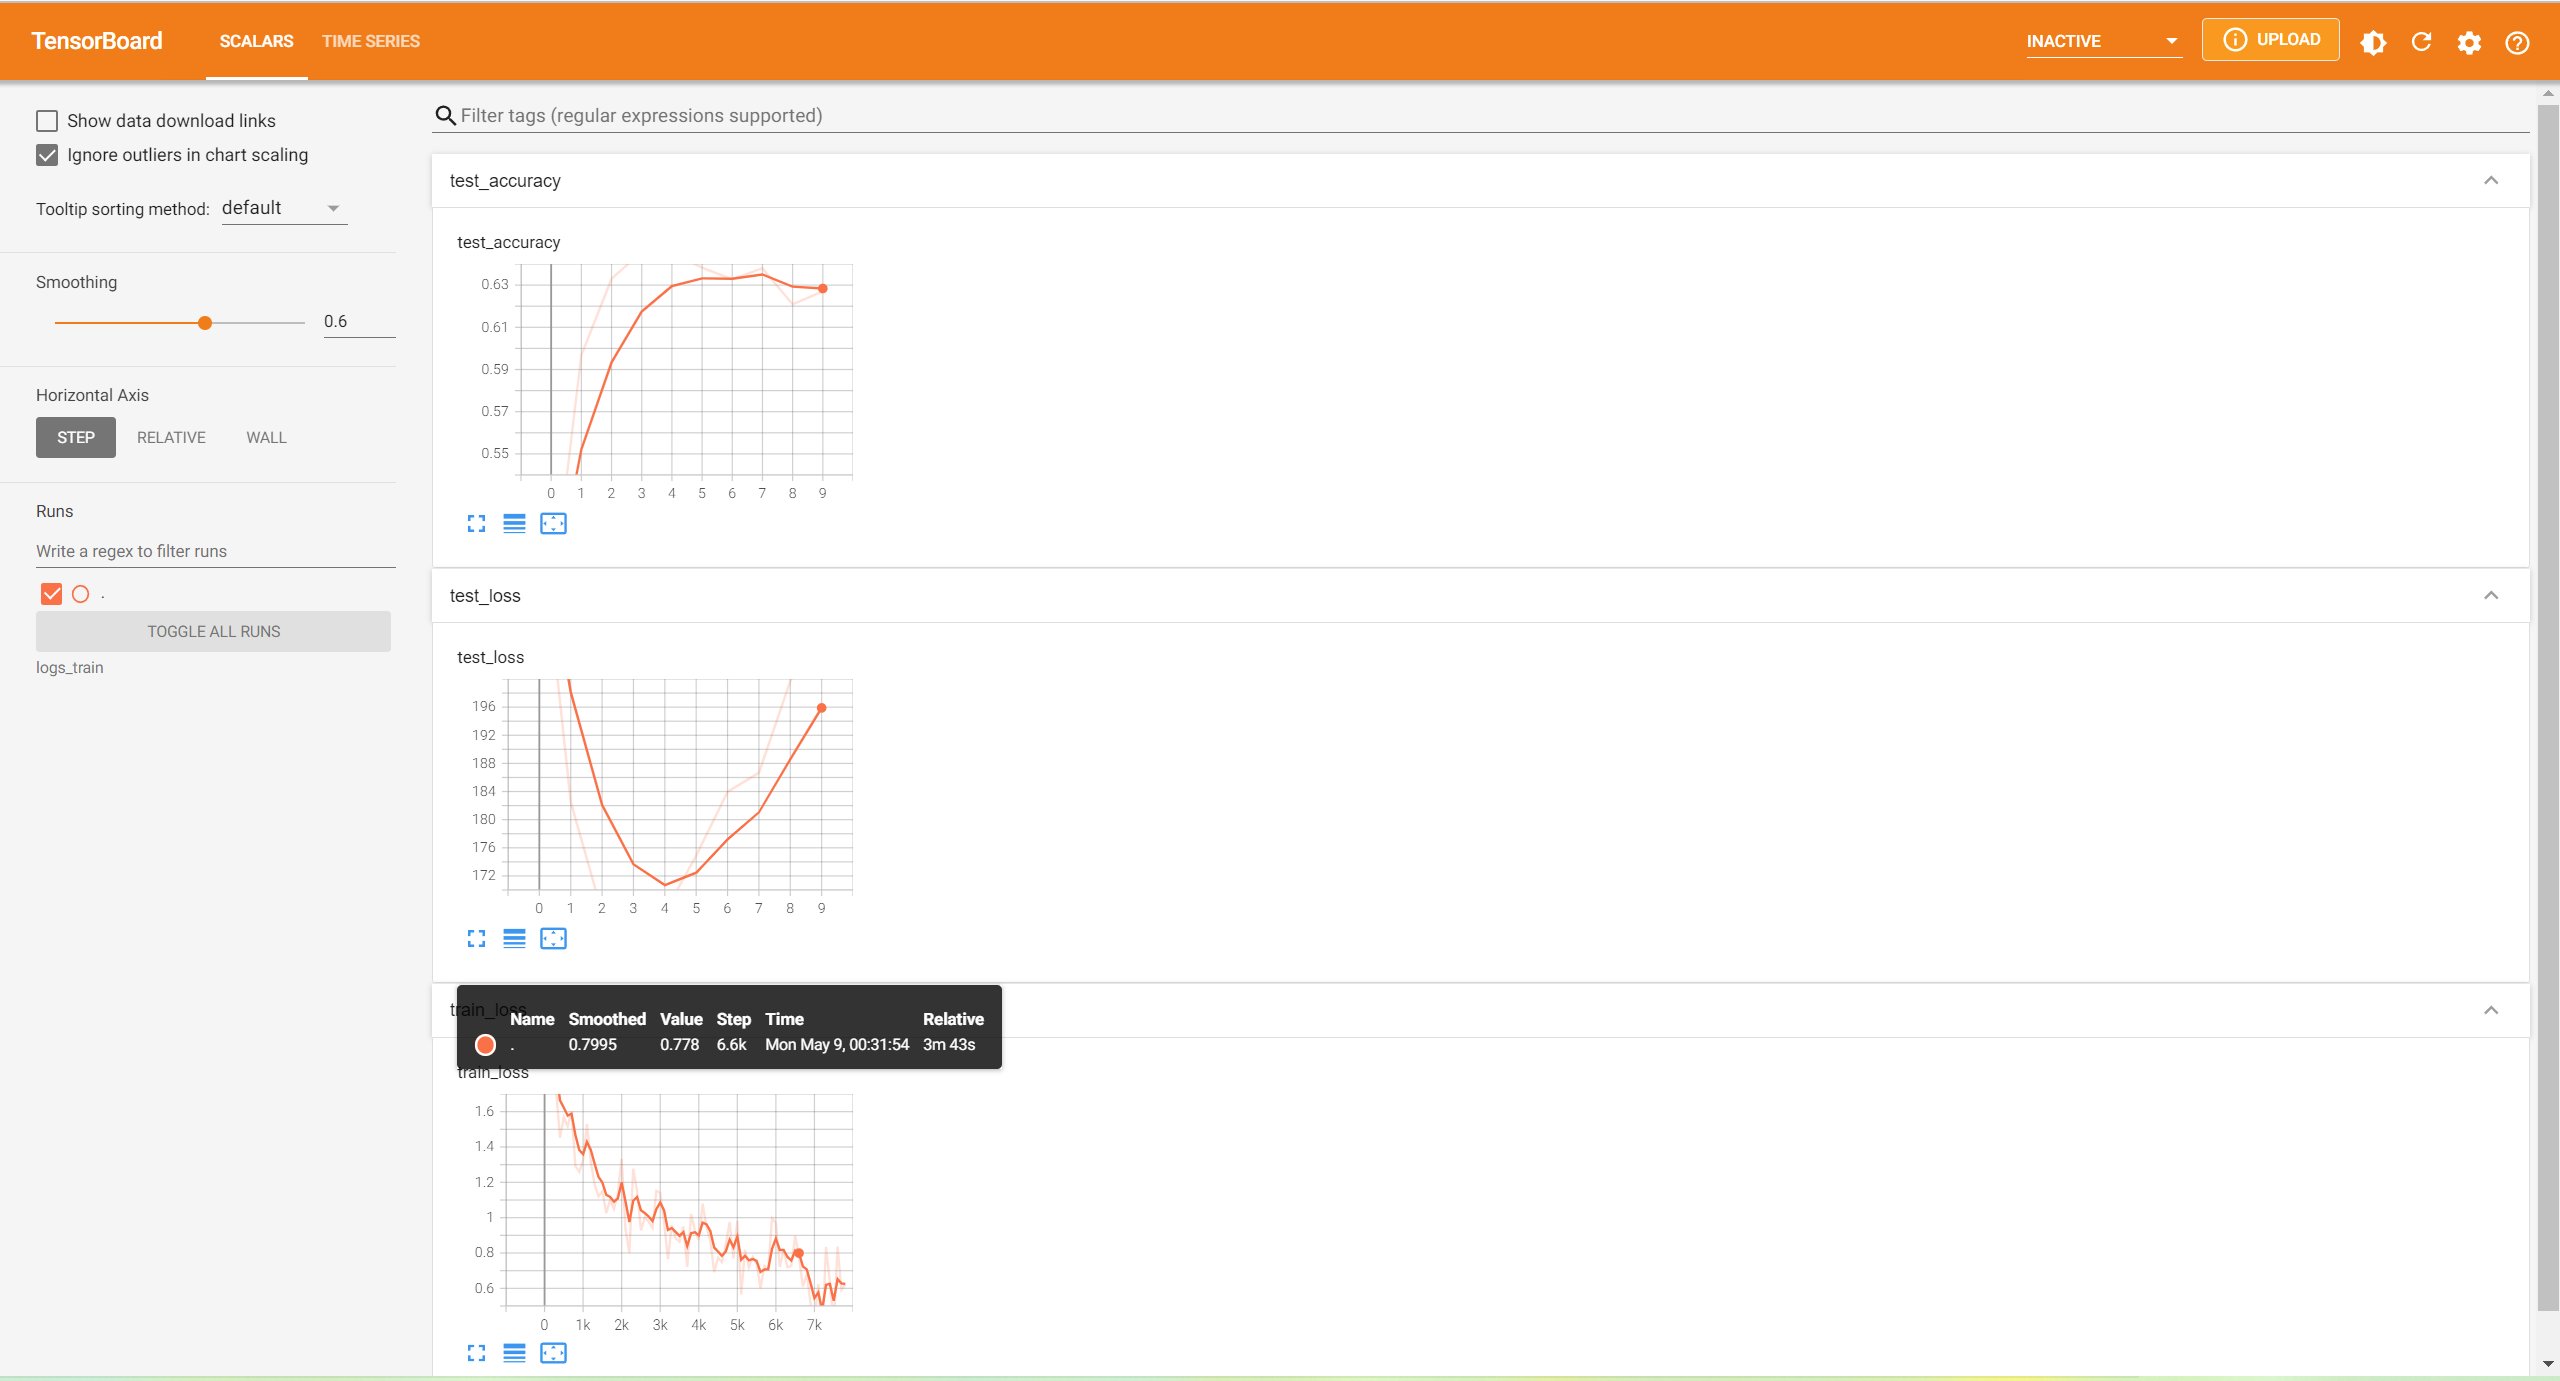 TensorBoard SCALARS TIME SERIES INACTIVE UPLOAD
Show data download links
Ignore outliers in chart scaling
Tooltip sorting method: default
Smoothing
0.6
Horizontal Axis
STEP RELATIVE WALL
Runs
Write a regex to filter runs
.
TOGGLE ALL RUNS
logs_train
Filter tags (regular expressions supported)
test_accuracy
test_accuracy
0.63
0.61
0.59
0.57
0.55
0 1 2 3 4 5 6 7 8 9
test_loss
test_loss
196
192
188
184
180
176
172
0 1 2 3 4 5 6 7 8 9
train_loss
Name Smoothed Value Step Time Relative
. 0.7995 0.778 6.6k Mon May 9, 00:31:54 3m 43s
train_loss
1.6
1.4
1.2
1
0.8
0.6
0 1k 2k 3k 4k 5k 6k 7k